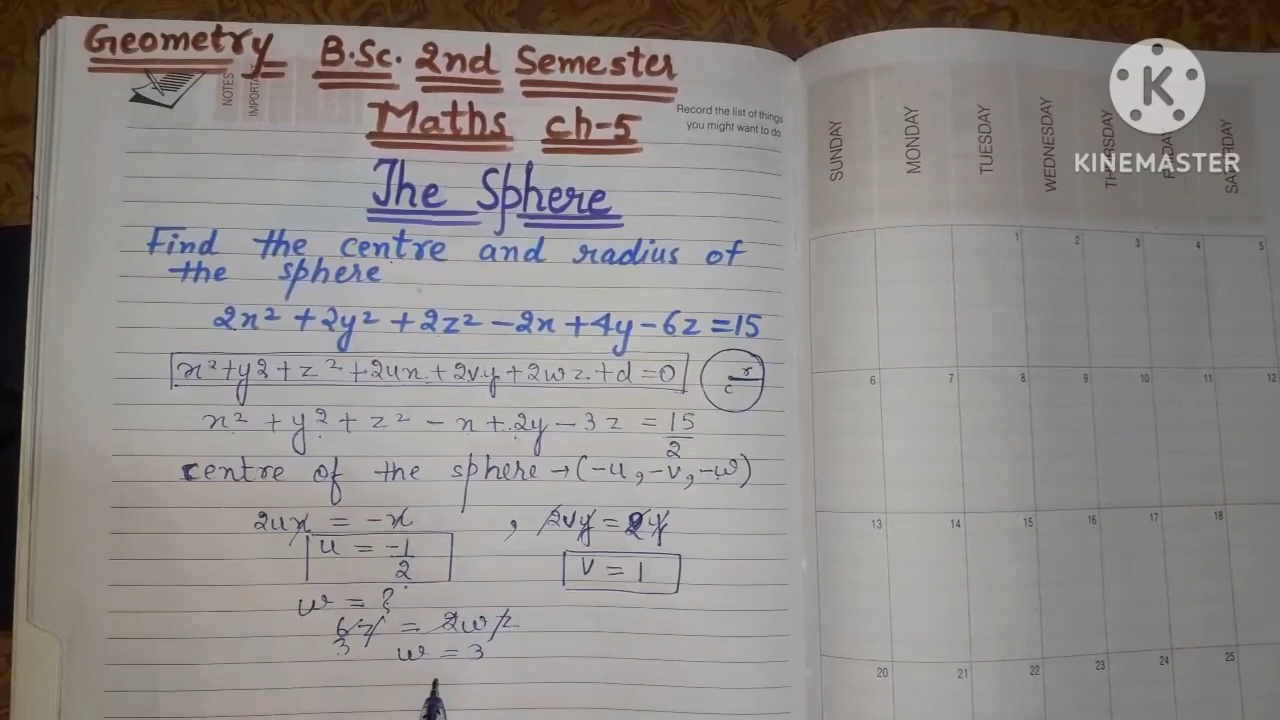 Geometry B.Sc. 2nd Semester
NOTES
IMPORTA
Maths ch-5
Record the list of things
you might want to do
The Sphere
Find the centre and radius of
the sphere
2x² + 2y² + 2z² - 2x + 4y - 6z = 15
x² + y² + z² + 2ux + 2vy + 2wz + d = 0
r
c
x² + y² + z² - x + 2y - 3z = 15/2
centre of the sphere → (-u, -v, -w)
2ux = -x , 2vy = 2y
u = -1/2
v = 1
w = ?
6z = 2wz
3
w = 3
K
KINEMASTER
SUNDAY MONDAY TUESDAY WEDNESDAY THURSDAY FRIDAY SATURDAY
1 2 3 4 5
6 7 8 9 10 11 12
13 14 15 16 17 18
20 21 22 23 24 25